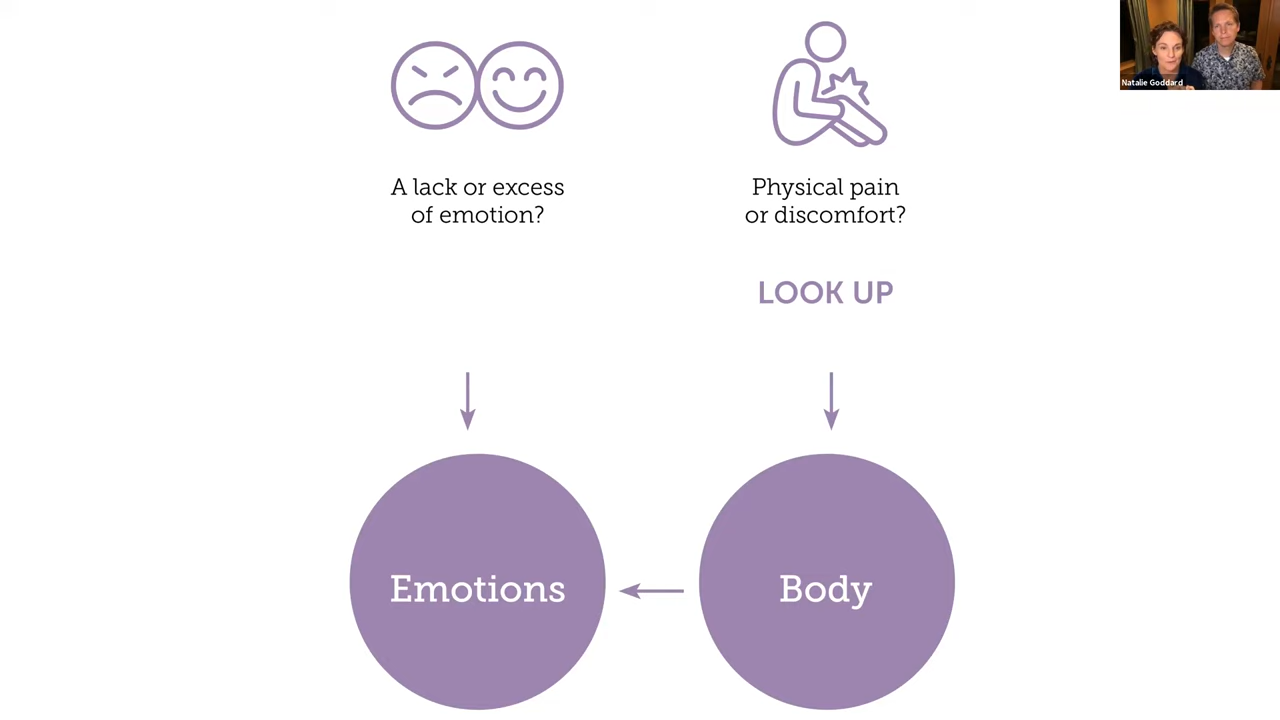 Natalie Goddard
A lack or excess
of emotion?
Physical pain
or discomfort?
LOOK UP
Emotions
Body